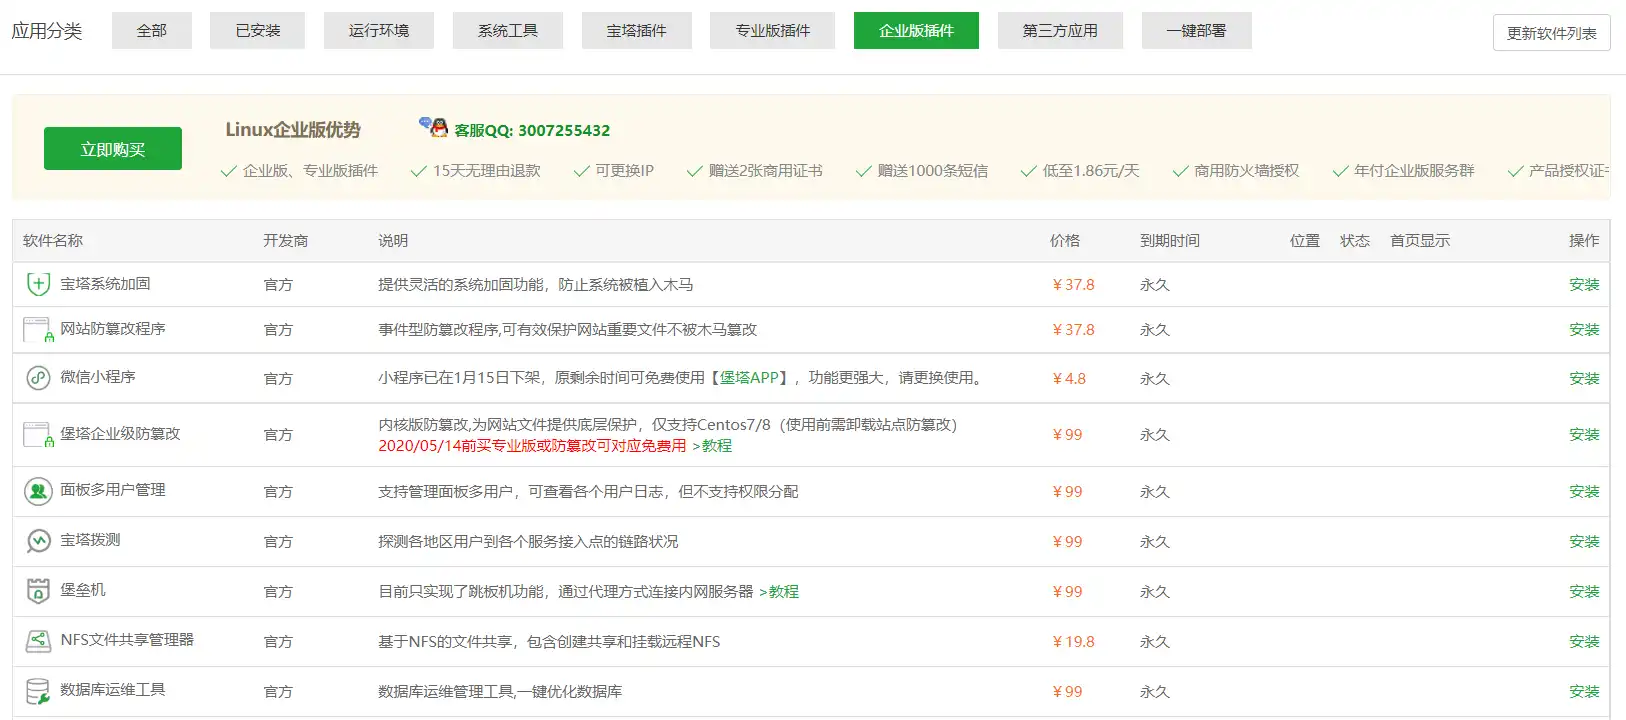 应用分类 全部 已安装 运行环境 系统工具 宝塔插件 专业版插件 企业版插件 第三方应用 一键部署 更新软件列表
立即购买
Linux企业版优势 客服QQ: 3007255432
企业版、专业版插件 15天无理由退款 可更换IP 赠送2张商用证书 赠送1000条短信 低至1.86元/天 商用防火墙授权 年付企业版服务群 产品授权证
软件名称 开发商 说明 价格 到期时间 位置 状态 首页显示 操作
宝塔系统加固 官方 提供灵活的系统加固功能，防止系统被植入木马 ￥37.8 永久 安装
网站防篡改程序 官方 事件型防篡改程序,可有效保护网站重要文件不被木马篡改 ￥37.8 永久 安装
微信小程序 官方 小程序已在1月15日下架，原剩余时间可免费使用【堡塔APP】，功能更强大，请更换使用。 ￥4.8 永久 安装
堡塔企业级防篡改 官方 内核版防篡改,为网站文件提供底层保护，仅支持Centos7/8（使用前需卸载站点防篡改） ￥99 永久 安装
2020/05/14前买专业版或防篡改可对应免费用 >教程
面板多用户管理 官方 支持管理面板多用户，可查看各个用户日志，但不支持权限分配 ￥99 永久 安装
宝塔拨测 官方 探测各地区用户到各个服务接入点的链路状况 ￥99 永久 安装
堡垒机 官方 目前只实现了跳板机功能，通过代理方式连接内网服务器 >教程 ￥99 永久 安装
NFS文件共享管理器 官方 基于NFS的文件共享，包含创建共享和挂载远程NFS ￥19.8 永久 安装
数据库运维工具 官方 数据库运维管理工具,一键优化数据库 ￥99 永久 安装